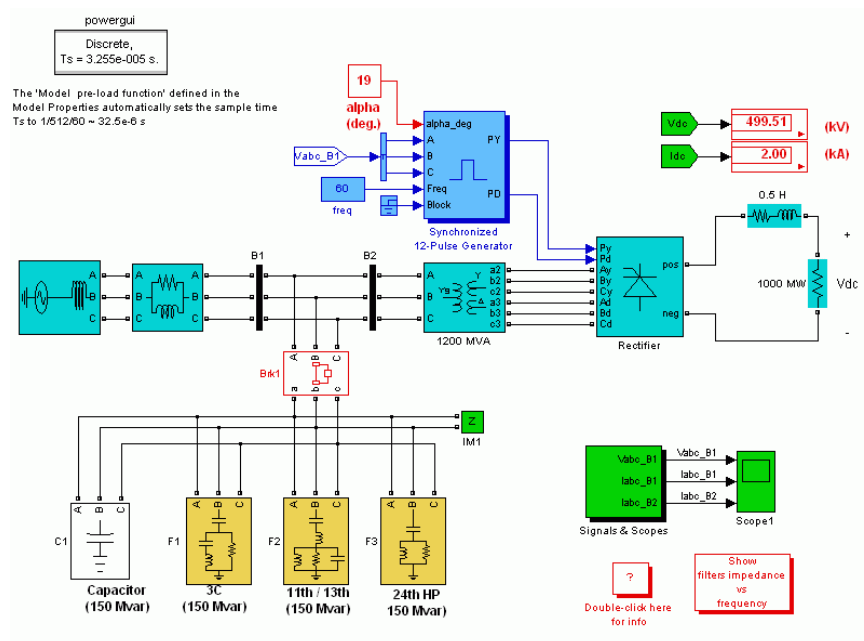 powergui
Discrete,
Ts = 3.255e-005 s.
The 'Model pre-load function' defined in the
Model Properties automatically sets the sample time
Ts to 1/512/60 ~ 32.5e-6 s
19
alpha
(deg.)
Vabc_B1
60
freq
alpha_deg
A
B
C
Freq
Block
PY
PD
Synchronized
12-Pulse Generator
Vdc
499.51
(kV)
Idc
2.00
(kA)
0.5 H
+
1000 MW
Vdc
-
A
B
C
A
B
C
A
B
C
B1
B2
A
B
C
Yg
Y
Δ
a2
b2
c2
a3
b3
c3
1200 MVA
Py
Pd
Ay
By
Cy
Ad
Bd
Cd
pos
neg
Rectifier
A
B
C
Brk1
a
b
c
Z
IM1
A
B
C
C1
Capacitor
(150 Mvar)
A
B
C
F1
3C
(150 Mvar)
A
B
C
F2
11th / 13th
(150 Mvar)
A
B
C
F3
24th HP
150 Mvar)
Vabc_B1
Iabc_B1
Iabc_B2
Vabc_B1
Iabc_B1
Iabc_B2
Signals & Scopes
Scope1
?
Double-click here
for info
Show
filters impedance
vs
frequency